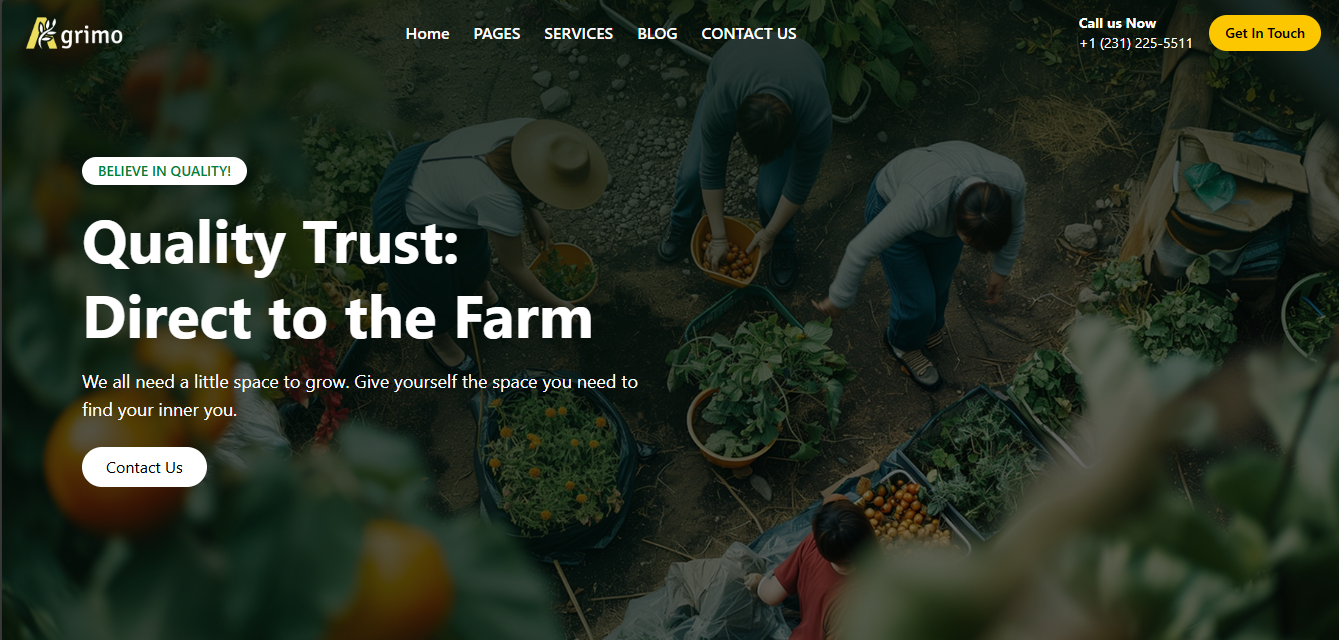 Agrimo
Home PAGES SERVICES BLOG CONTACT US
Call us Now
+1 (231) 225-5511
Get In Touch
BELIEVE IN QUALITY!
Quality Trust:
Direct to the Farm
We all need a little space to grow. Give yourself the space you need to
find your inner you.
Contact Us